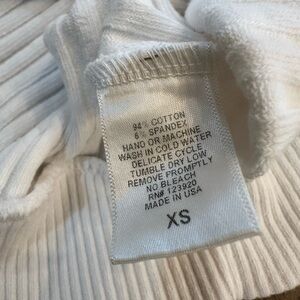 94% COTTON
6% SPANDEX
HAND OR MACHINE
WASH IN COLD WATER
DELICATE CYCLE
TUMBLE DRY LOW
REMOVE PROMPTLY
NO BLEACH
RN# 123920
MADE IN USA
XS